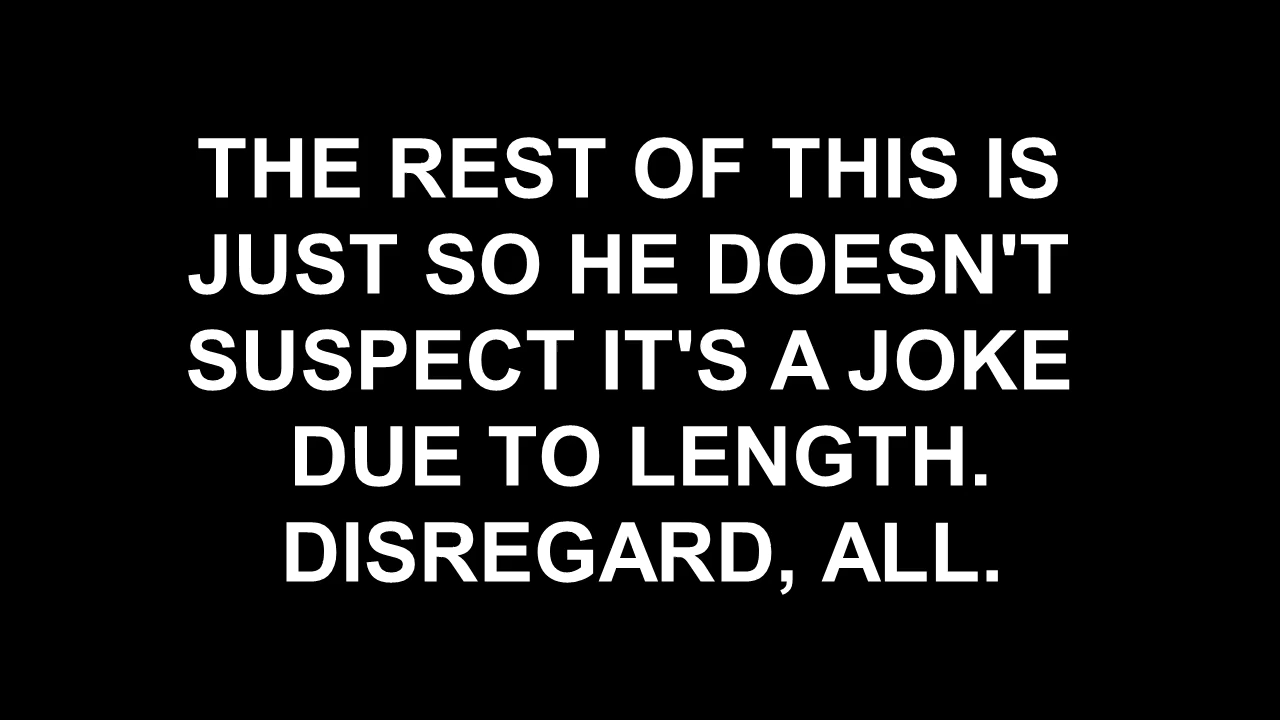 THE REST OF THIS IS
JUST SO HE DOESN'T
SUSPECT IT'S A JOKE
DUE TO LENGTH.
DISREGARD, ALL.